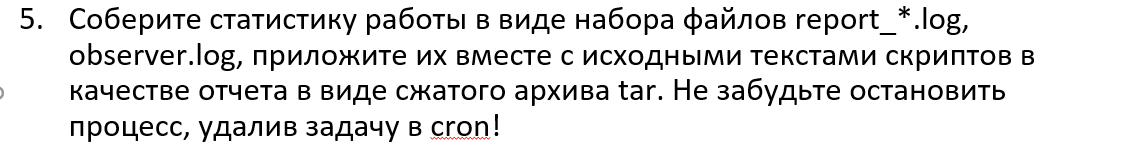 5. Соберите статистику работы в виде набора файлов report_*.log,
observer.log, приложите их вместе с исходными текстами скриптов в
качестве отчета в виде сжатого архива tar. Не забудьте остановить
процесс, удалив задачу в cron!